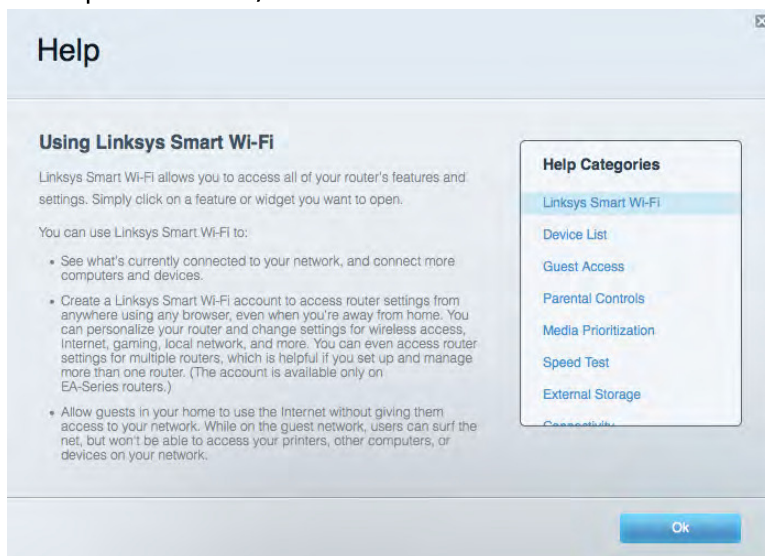 Help
Using Linksys Smart Wi-Fi
Linksys Smart Wi-Fi allows you to access all of your router's features and
settings. Simply click on a feature or widget you want to open.
You can use Linksys Smart Wi-Fi to:
• See what's currently connected to your network, and connect more
computers and devices.
• Create a Linksys Smart Wi-Fi account to access router settings from
anywhere using any browser, even when you're away from home. You
can personalize your router and change settings for wireless access,
Internet, gaming, local network, and more. You can even access router
settings for multiple routers, which is helpful if you set up and manage
more than one router. (The account is available only on
EA-Series routers.)
• Allow guests in your home to use the Internet without giving them
access to your network. While on the guest network, users can surf the
net, but won't be able to access your printers, other computers, or
devices on your network.
Help Categories
Linksys Smart Wi-Fi
Device List
Guest Access
Parental Controls
Media Prioritization
Speed Test
External Storage
Connectivity
Ok